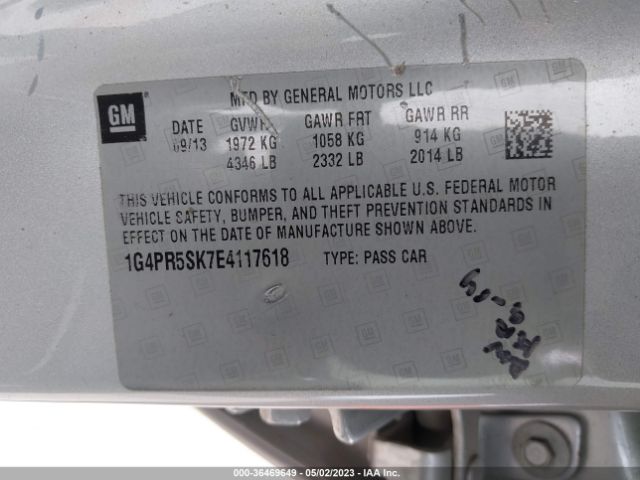 GM
MFD BY GENERAL MOTORS LLC
DATE GVWR GAWR FRT GAWR RR
09/13 1972 KG 1058 KG 914 KG
4346 LB 2332 LB 2014 LB
THIS VEHICLE CONFORMS TO ALL APPLICABLE U.S. FEDERAL MOTOR
VEHICLE SAFETY, BUMPER, AND THEFT PREVENTION STANDARDS IN
EFFECT ON THE DATE OF MANUFACTURE SHOWN ABOVE.
1G4PR5SK7E4117618 TYPE: PASS CAR
000-36469649 - 05/02/2023 - IAA Inc.